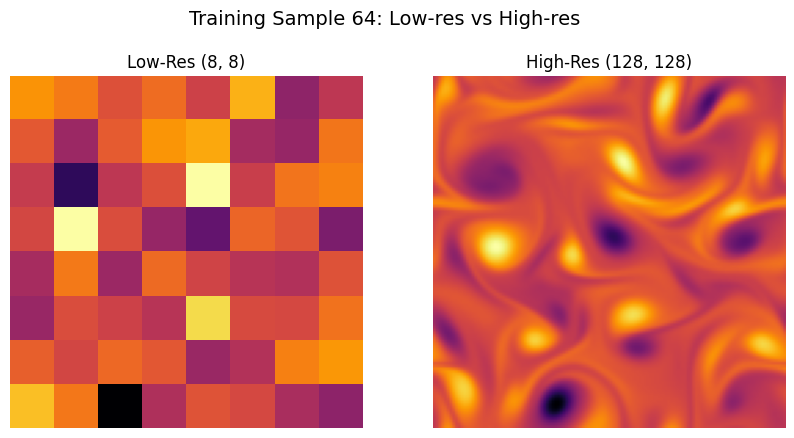 Training Sample 64: Low-res vs High-res
Low-Res (8, 8)
High-Res (128, 128)